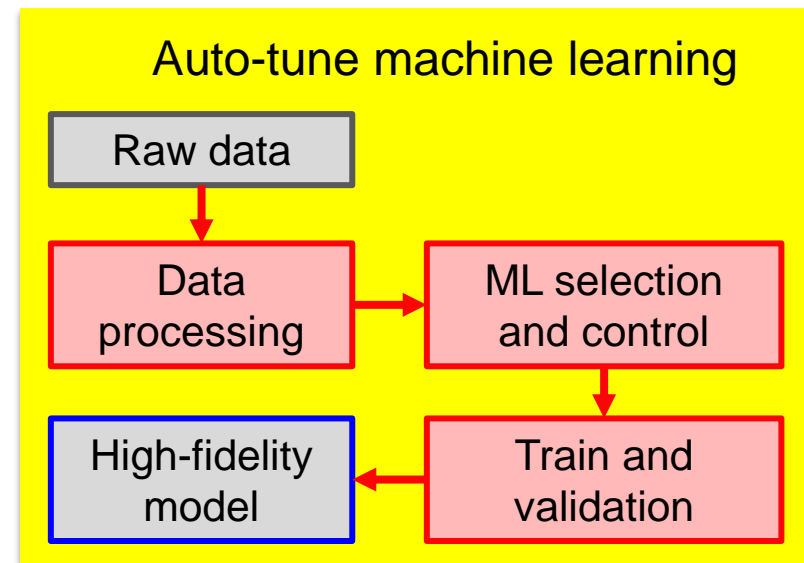 Auto-tune machine learning
Raw data
Data
processing
ML selection
and control
Train and
validation
High-fidelity
model